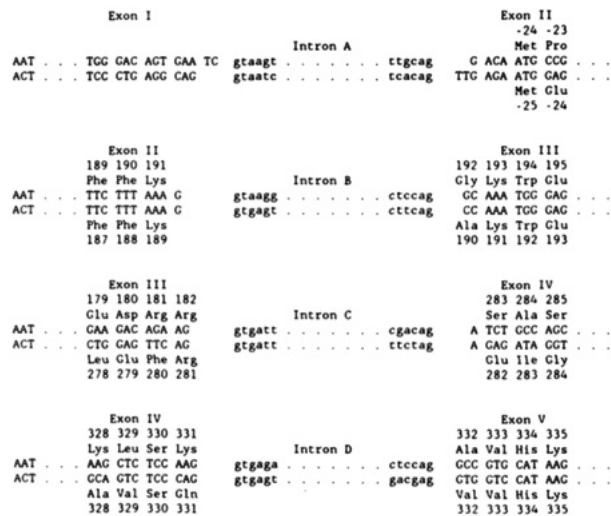 Exon I Exon II
-24 -23
Intron A Met Pro
AAT . . . TGG GAC AGT GAA TC gtaagt . . . . . . . ttgcag G ACA ATG CCG . . .
ACT . . . TCC CTG AGG CAG gtaatc . . . . . . . tcacag TTG AGA ATG GAG . . .
Met Glu
-25 -24
Exon II Exon III
189 190 191 192 193 194 195
Phe Phe Lys Intron B Gly Lys Trp Glu
AAT . . . TTC TTT AAA G gtaagg . . . . . . . ctccag GC AAA TGG GAG . . .
ACT . . . TTC TTT AAA G gtgagt . . . . . . . cttcag CC AAA TGG GAG . . .
Phe Phe Lys Ala Lys Trp Glu
187 188 189 190 191 192 193
Exon III Exon IV
179 180 181 182 283 284 285
Glu Asp Arg Arg Intron C Ser Ala Ser
AAT . . . GAA GAC AGA AG gtgatt . . . . . . . cgacag A TCT GCC AGC . . .
ACT . . . CTG GAG TTC AG gtgatt . . . . . . . ttctag A GAG ATA GGT . . .
Leu Glu Phe Arg Glu Ile Gly
278 279 280 281 282 283 284
Exon IV Exon V
328 329 330 331 332 333 334 335
Lys Leu Ser Lys Intron D Ala Val His Lys
AAT . . . AAG CTC TCC AAG gtgaga . . . . . . . ctccag GCC GTG CAT AAG . . .
ACT . . . GCA GTC TCC CAG gtgagt . . . . . . . gacgag GTG GTC CAT AAG . . .
Ala Val Ser Gln Val Val His Lys
328 329 330 331 332 333 334 335